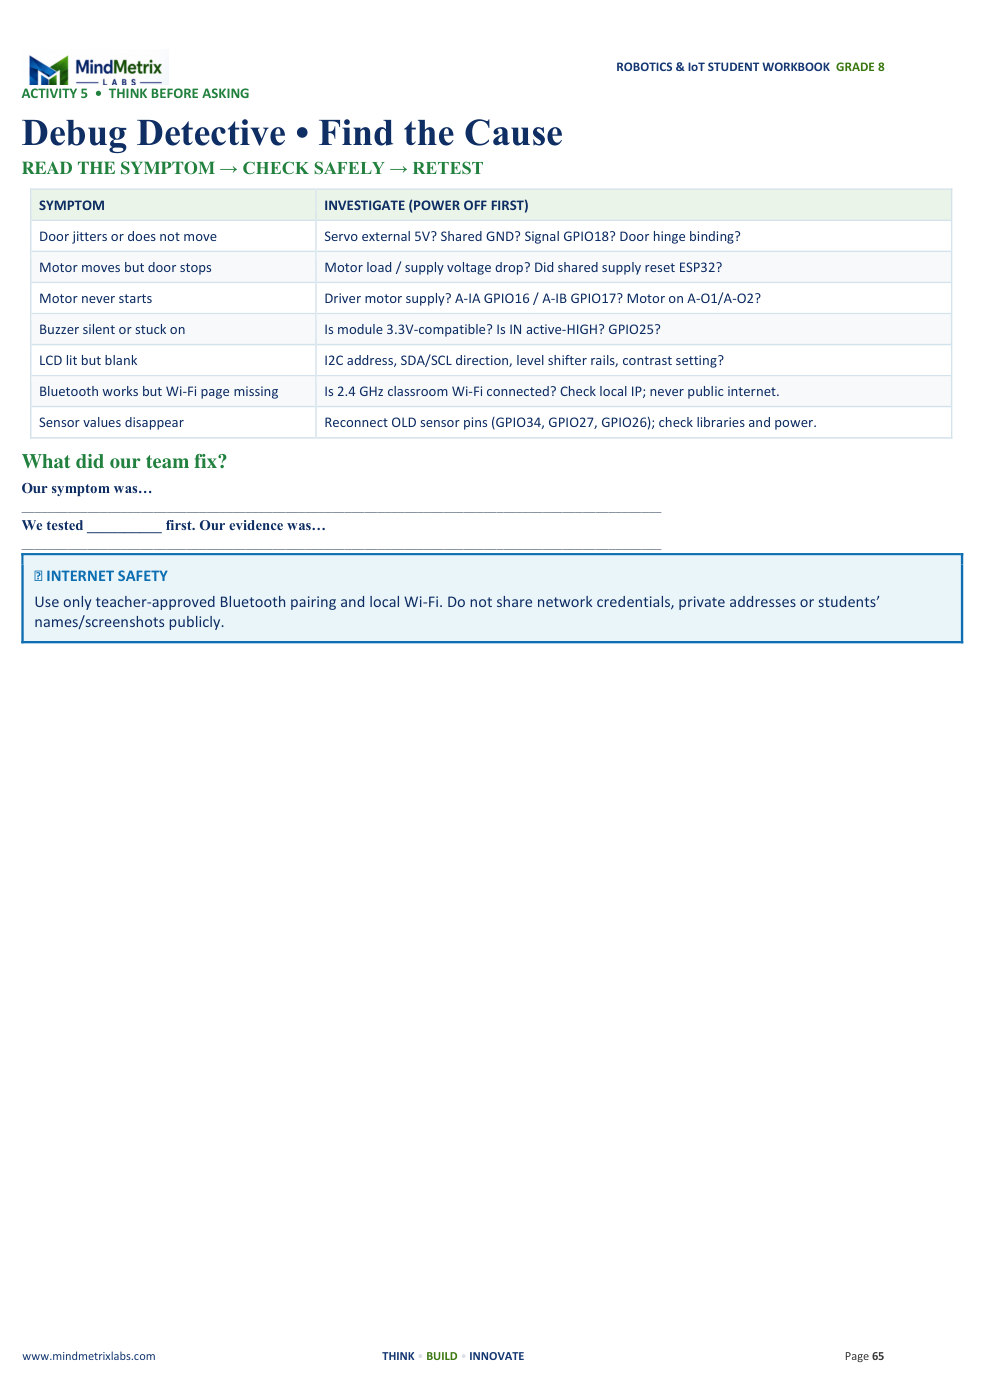 MindMetrix
LABS
ROBOTICS & IoT STUDENT WORKBOOK GRADE 8
ACTIVITY 5 • THINK BEFORE ASKING
Debug Detective • Find the Cause
READ THE SYMPTOM → CHECK SAFELY → RETEST
SYMPTOM INVESTIGATE (POWER OFF FIRST)
Door jitters or does not move Servo external 5V? Shared GND? Signal GPIO18? Door hinge binding?
Motor moves but door stops Motor load / supply voltage drop? Did shared supply reset ESP32?
Motor never starts Driver motor supply? A-IA GPIO16 / A-IB GPIO17? Motor on A-O1/A-O2?
Buzzer silent or stuck on Is module 3.3V-compatible? Is IN active-HIGH? GPIO25?
LCD lit but blank I2C address, SDA/SCL direction, level shifter rails, contrast setting?
Bluetooth works but Wi-Fi page missing Is 2.4 GHz classroom Wi-Fi connected? Check local IP; never public internet.
Sensor values disappear Reconnect OLD sensor pins (GPIO34, GPIO27, GPIO26); check libraries and power.
What did our team fix?
Our symptom was…
We tested __________ first. Our evidence was…
INTERNET SAFETY
Use only teacher-approved Bluetooth pairing and local Wi-Fi. Do not share network credentials, private addresses or students’
names/screenshots publicly.
www.mindmetrixlabs.com THINK • BUILD • INNOVATE Page 65